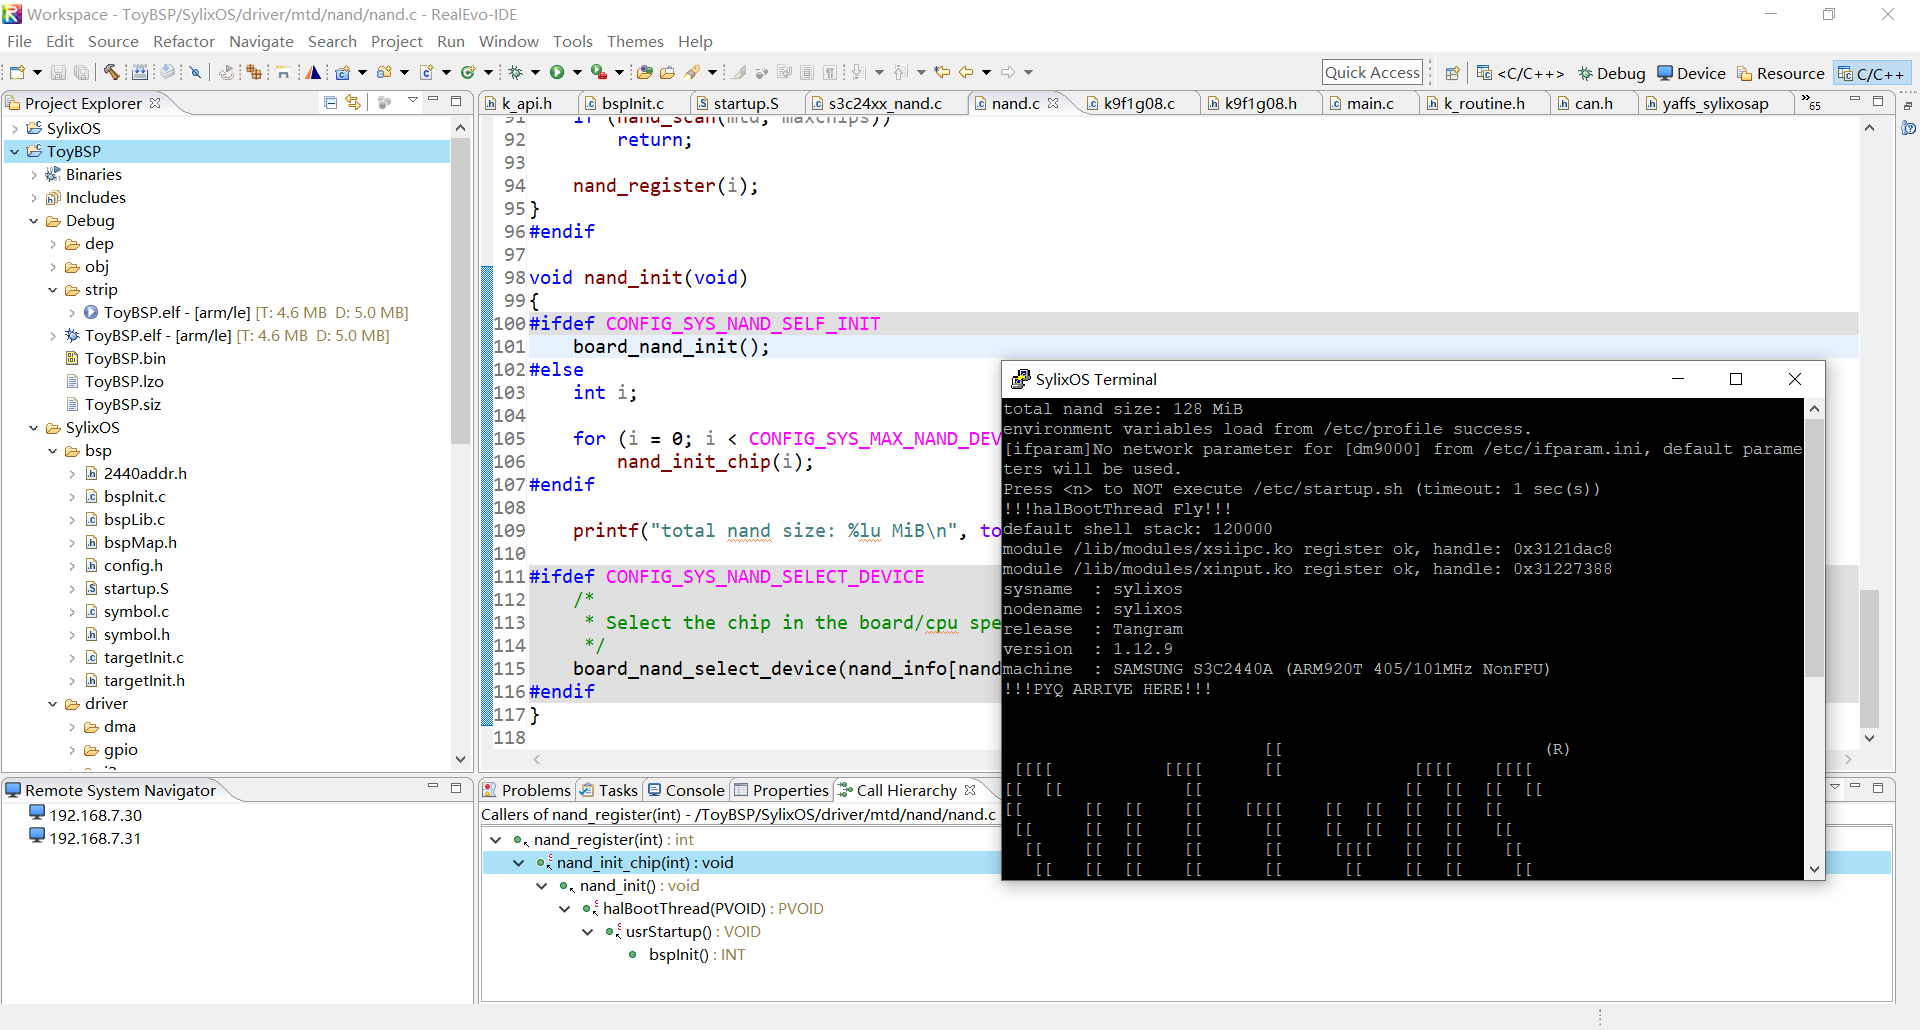 Workspace - ToyBSP/SylixOS/driver/mtd/nand/nand.c - RealEvo-IDE
File Edit Source Refactor Navigate Search Project Run Window Tools Themes Help
Quick Access <C/C++> Debug Device Resource C/C++
Project Explorer
SylixOS
ToyBSP
Binaries
Includes
Debug
dep
obj
strip
ToyBSP.elf - [arm/le] [T: 4.6 MB D: 5.0 MB]
ToyBSP.elf - [arm/le] [T: 4.6 MB D: 5.0 MB]
ToyBSP.bin
ToyBSP.lzo
ToyBSP.siz
SylixOS
bsp
2440addr.h
bspInit.c
bspLib.c
bspMap.h
config.h
startup.S
symbol.c
symbol.h
targetInit.c
targetInit.h
driver
dma
gpio
Remote System Navigator
192.168.7.30
192.168.7.31
k_api.h bspInit.c startup.S s3c24xx_nand.c nand.c k9f1g08.c k9f1g08.h main.c k_routine.h can.h yaffs_sylixosap »65
91 if (nand_scan(mtd, maxchips))
92 return;
93
94 nand_register(i);
95 }
96 #endif
97
98 void nand_init(void)
99 {
100 #ifdef CONFIG_SYS_NAND_SELF_INIT
101 board_nand_init();
102 #else
103 int i;
104
105 for (i = 0; i < CONFIG_SYS_MAX_NAND_DEV
106 nand_init_chip(i);
107 #endif
108
109 printf("total nand size: %lu MiB\n", to
110
111 #ifdef CONFIG_SYS_NAND_SELECT_DEVICE
112 /*
113 * Select the chip in the board/cpu spe
114 */
115 board_nand_select_device(nand_info[nand
116 #endif
117 }
118
SylixOS Terminal
total nand size: 128 MiB
environment variables load from /etc/profile success.
[ifparam]No network parameter for [dm9000] from /etc/ifparam.ini, default parame
ters will be used.
Press <n> to NOT execute /etc/startup.sh (timeout: 1 sec(s))
!!!halBootThread Fly!!!
default shell stack: 120000
module /lib/modules/xsiipc.ko register ok, handle: 0x3121dac8
module /lib/modules/xinput.ko register ok, handle: 0x31227388
sysname : sylixos
nodename : sylixos
release : Tangram
version : 1.12.9
machine : SAMSUNG S3C2440A (ARM920T 405/101MHz NonFPU)
!!!PYQ ARRIVE HERE!!!
[[ (R)
[[[[ [[[[ [[ [[[[ [[[[
[[ [[ [[ [[ [[ [[ [[
[[ [[ [[ [[ [[[[ [[ [[ [[ [[ [[
[[ [[ [[ [[ [[ [[ [[ [[ [[ [[
[[ [[ [[ [[ [[ [[[[ [[ [[ [[
[[ [[ [[ [[ [[ [[ [[ [[ [[
Problems Tasks Console Properties Call Hierarchy
Callers of nand_register(int) - /ToyBSP/SylixOS/driver/mtd/nand/nand.c
nand_register(int) : int
nand_init_chip(int) : void
nand_init() : void
halBootThread(PVOID) : PVOID
usrStartup() : VOID
bspInit() : INT